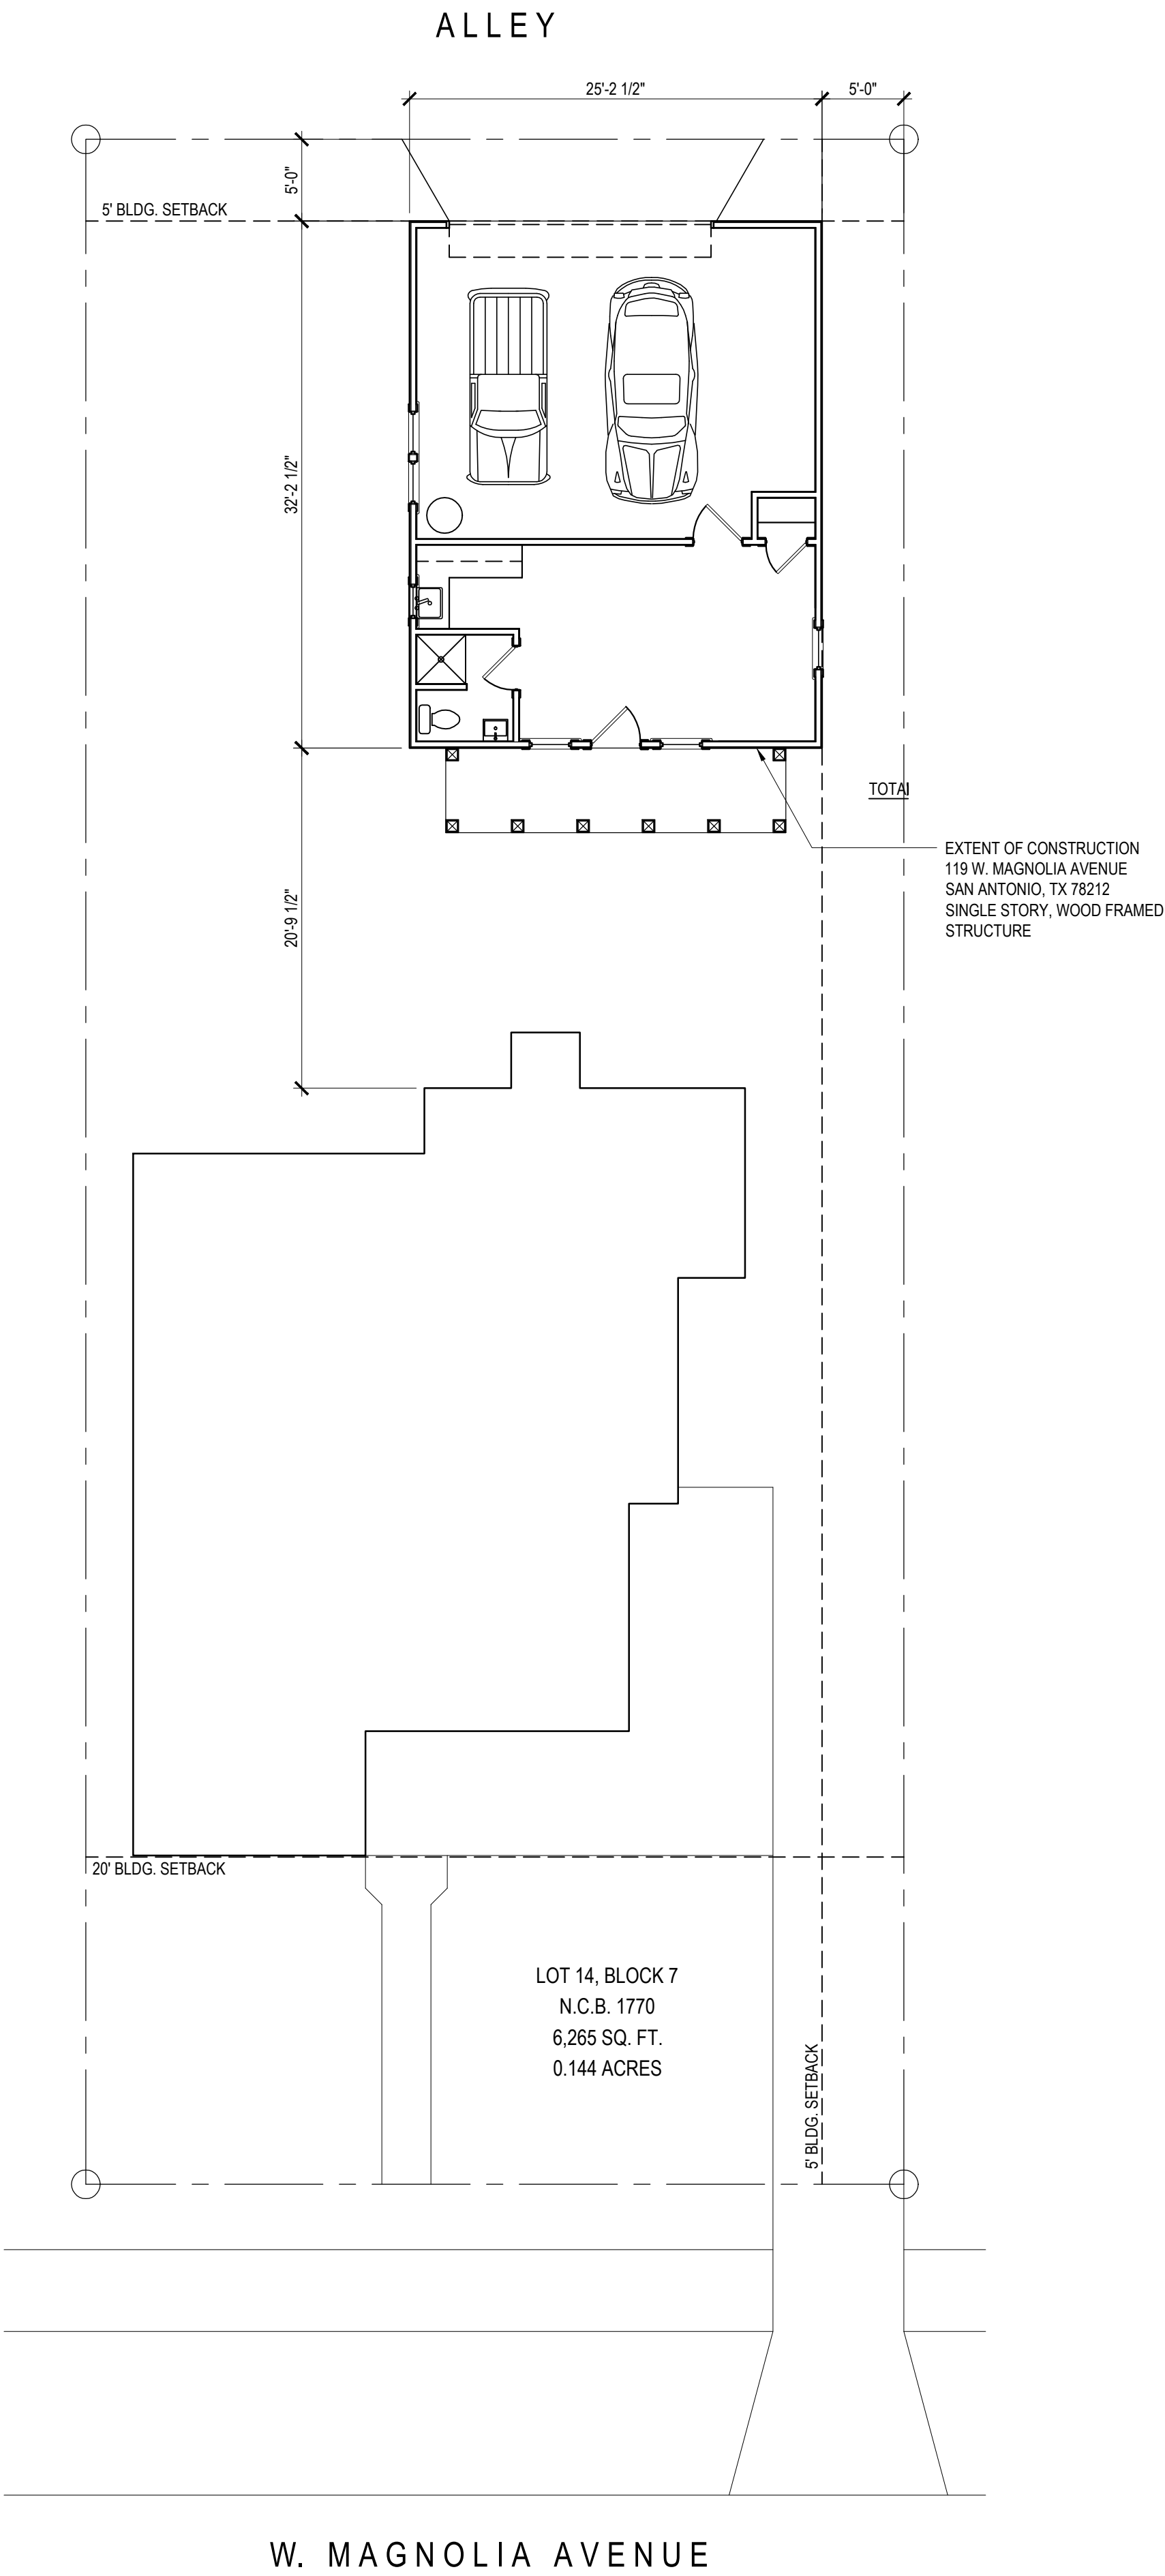 ALLEY
25'-2 1/2"
5'-0"
5'-0"
5' BLDG. SETBACK
32'-2 1/2"
TOTAL
EXTENT OF CONSTRUCTION
119 W. MAGNOLIA AVENUE
SAN ANTONIO, TX 78212
SINGLE STORY, WOOD FRAMED
STRUCTURE
20'-9 1/2"
20' BLDG. SETBACK
LOT 14, BLOCK 7
N.C.B. 1770
6,265 SQ. FT.
0.144 ACRES
5' BLDG. SETBACK
W. MAGNOLIA AVENUE